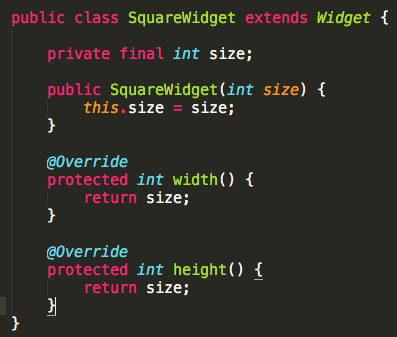 public class SquareWidget extends Widget {
private final int size;
public SquareWidget(int size) {
this.size = size;
}
@Override
protected int width() {
return size;
}
@Override
protected int height() {
return size;
}
}